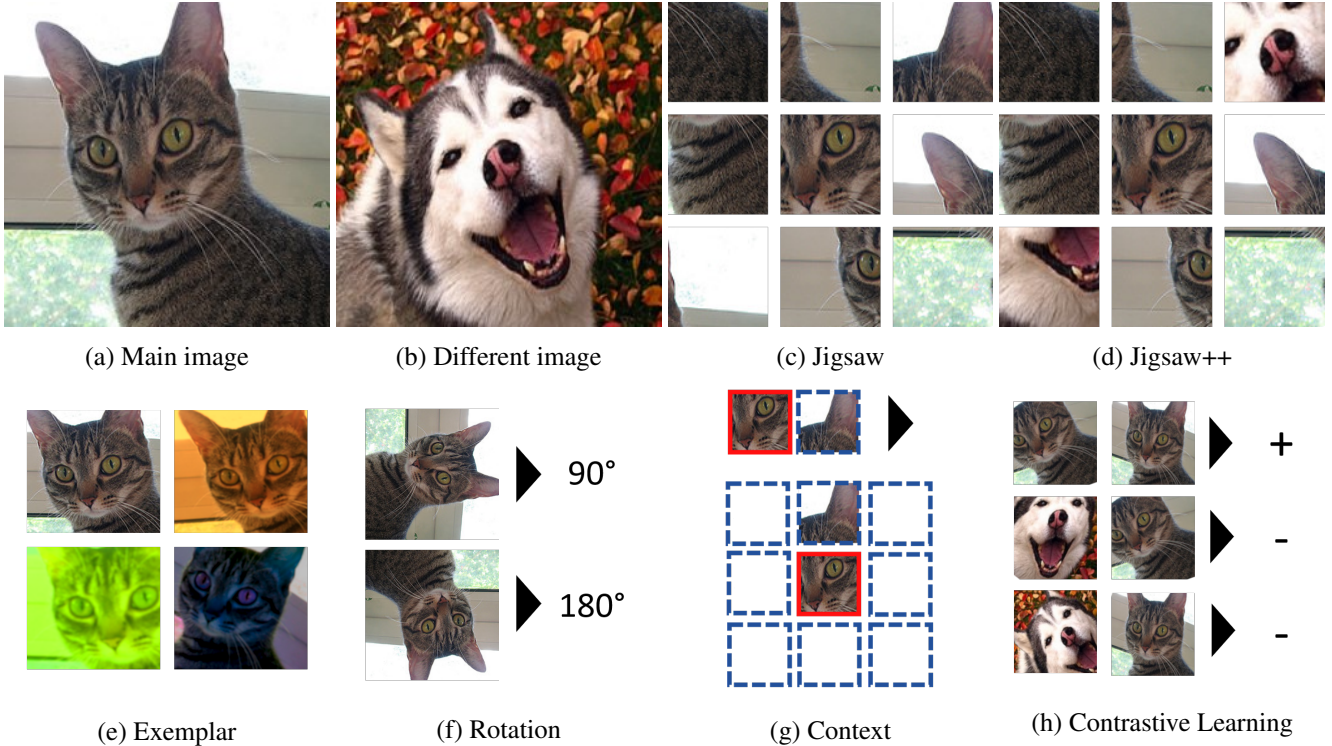 (a) Main image
(b) Different image
(c) Jigsaw
(d) Jigsaw++
90°
180°
+
-
-
(e) Exemplar
(f) Rotation
(g) Context
(h) Contrastive Learning